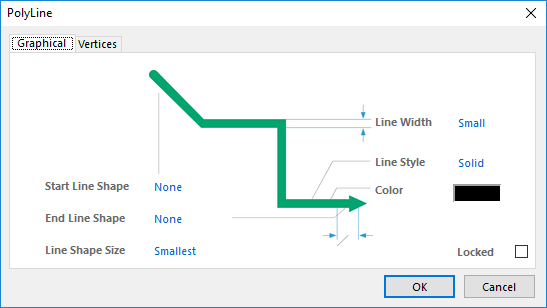 PolyLine
Graphical
Vertices
Line Width Small
Line Style Solid
Start Line Shape None
Color
End Line Shape None
Line Shape Size Smallest
Locked
OK
Cancel